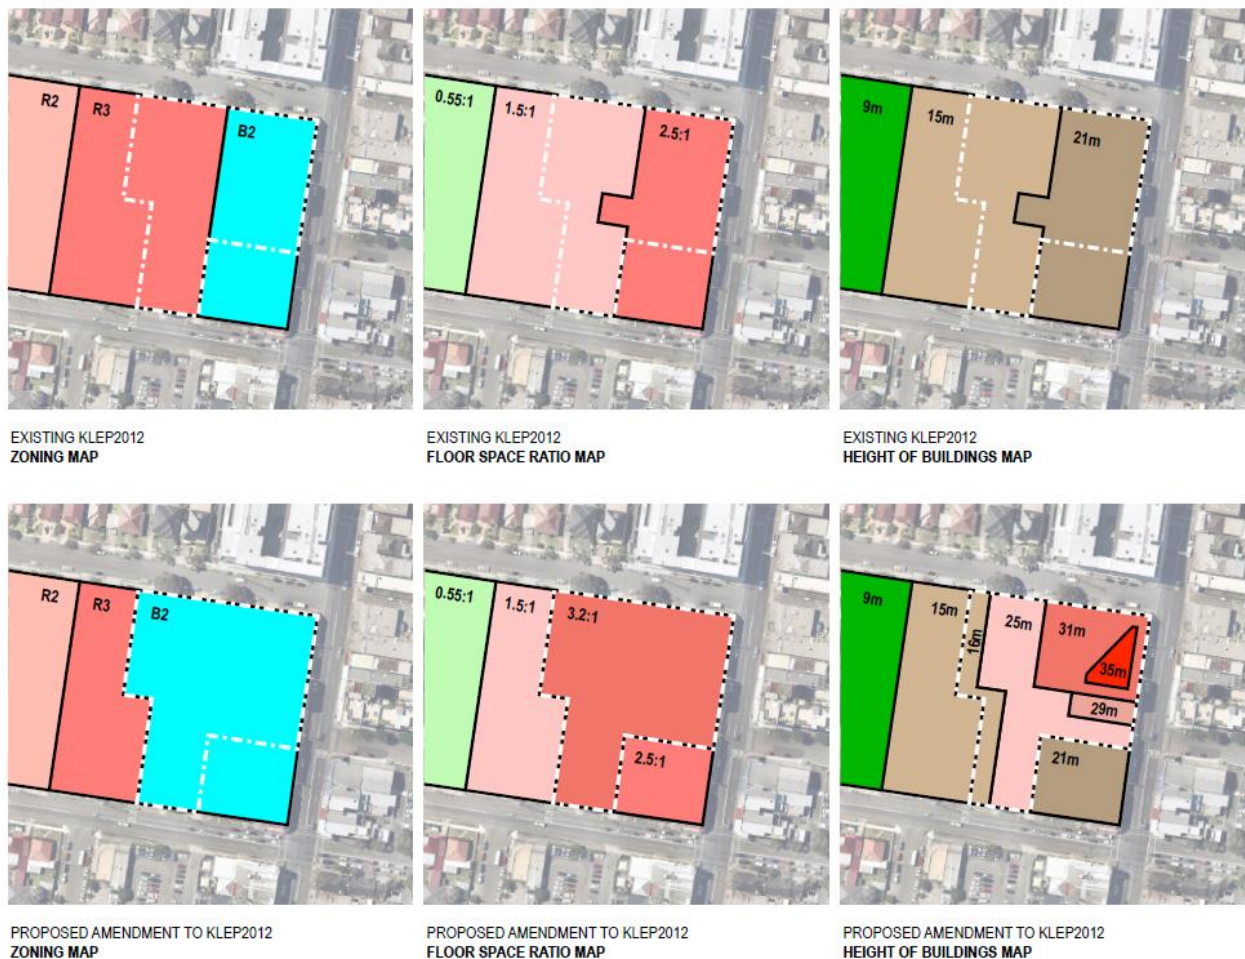 R2
R3
B2
0.55:1
1.5:1
2.5:1
9m
15m
21m
EXISTING KLEP2012
ZONING MAP
EXISTING KLEP2012
FLOOR SPACE RATIO MAP
EXISTING KLEP2012
HEIGHT OF BUILDINGS MAP
R2
R3
B2
0.55:1
1.5:1
3.2:1
2.5:1
9m
15m
16m
25m
31m
35m
29m
21m
PROPOSED AMENDMENT TO KLEP2012
ZONING MAP
PROPOSED AMENDMENT TO KLEP2012
FLOOR SPACE RATIO MAP
PROPOSED AMENDMENT TO KLEP2012
HEIGHT OF BUILDINGS MAP